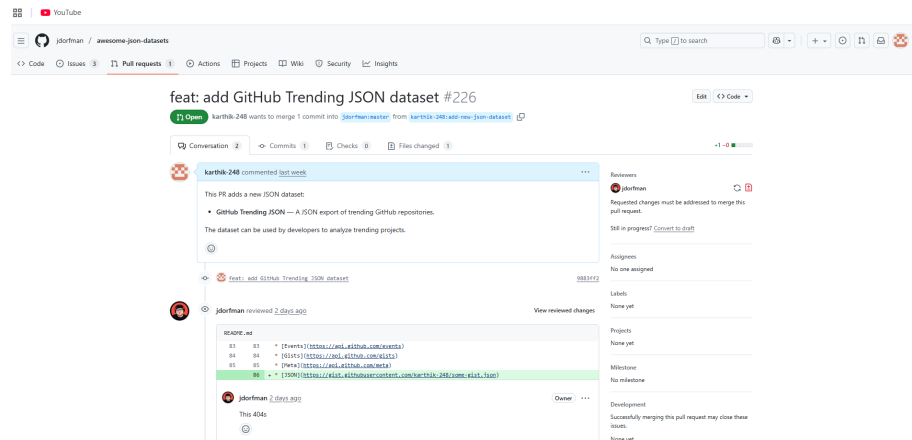 YouTube
jdorfman / awesome-json-datasets
Type / to search
Code Issues 3 Pull requests 1 Actions Projects Wiki Security Insights
feat: add GitHub Trending JSON dataset #226
Edit <> Code
Open karthik-248 wants to merge 1 commit into jdorfman:master from karthik-248:add-new-json-dataset
Conversation 2 Commits 1 Checks 0 Files changed 1 +1 −0
karthik-248 commented last week ...
This PR adds a new JSON dataset:
• GitHub Trending JSON — A JSON export of trending GitHub repositories.
The dataset can be used by developers to analyze trending projects.
feat: add GitHub Trending JSON dataset 9883ff2
jdorfman reviewed 2 days ago View reviewed changes
README.md
83 83 * [Events](https://api.github.com/events)
84 84 * [Gists](https://api.github.com/gists)
85 85 * [Meta](https://api.github.com/meta)
86 + * [JSON](https://gist.githubusercontent.com/karthik-248/some-gist.json)
jdorfman 2 days ago Owner ...
This 404s
Reviewers
jdorfman
Requested changes must be addressed to merge this
pull request.
Still in progress? Convert to draft
Assignees
No one assigned
Labels
None yet
Projects
None yet
Milestone
No milestone
Development
Successfully merging this pull request may close these
issues.
None yet